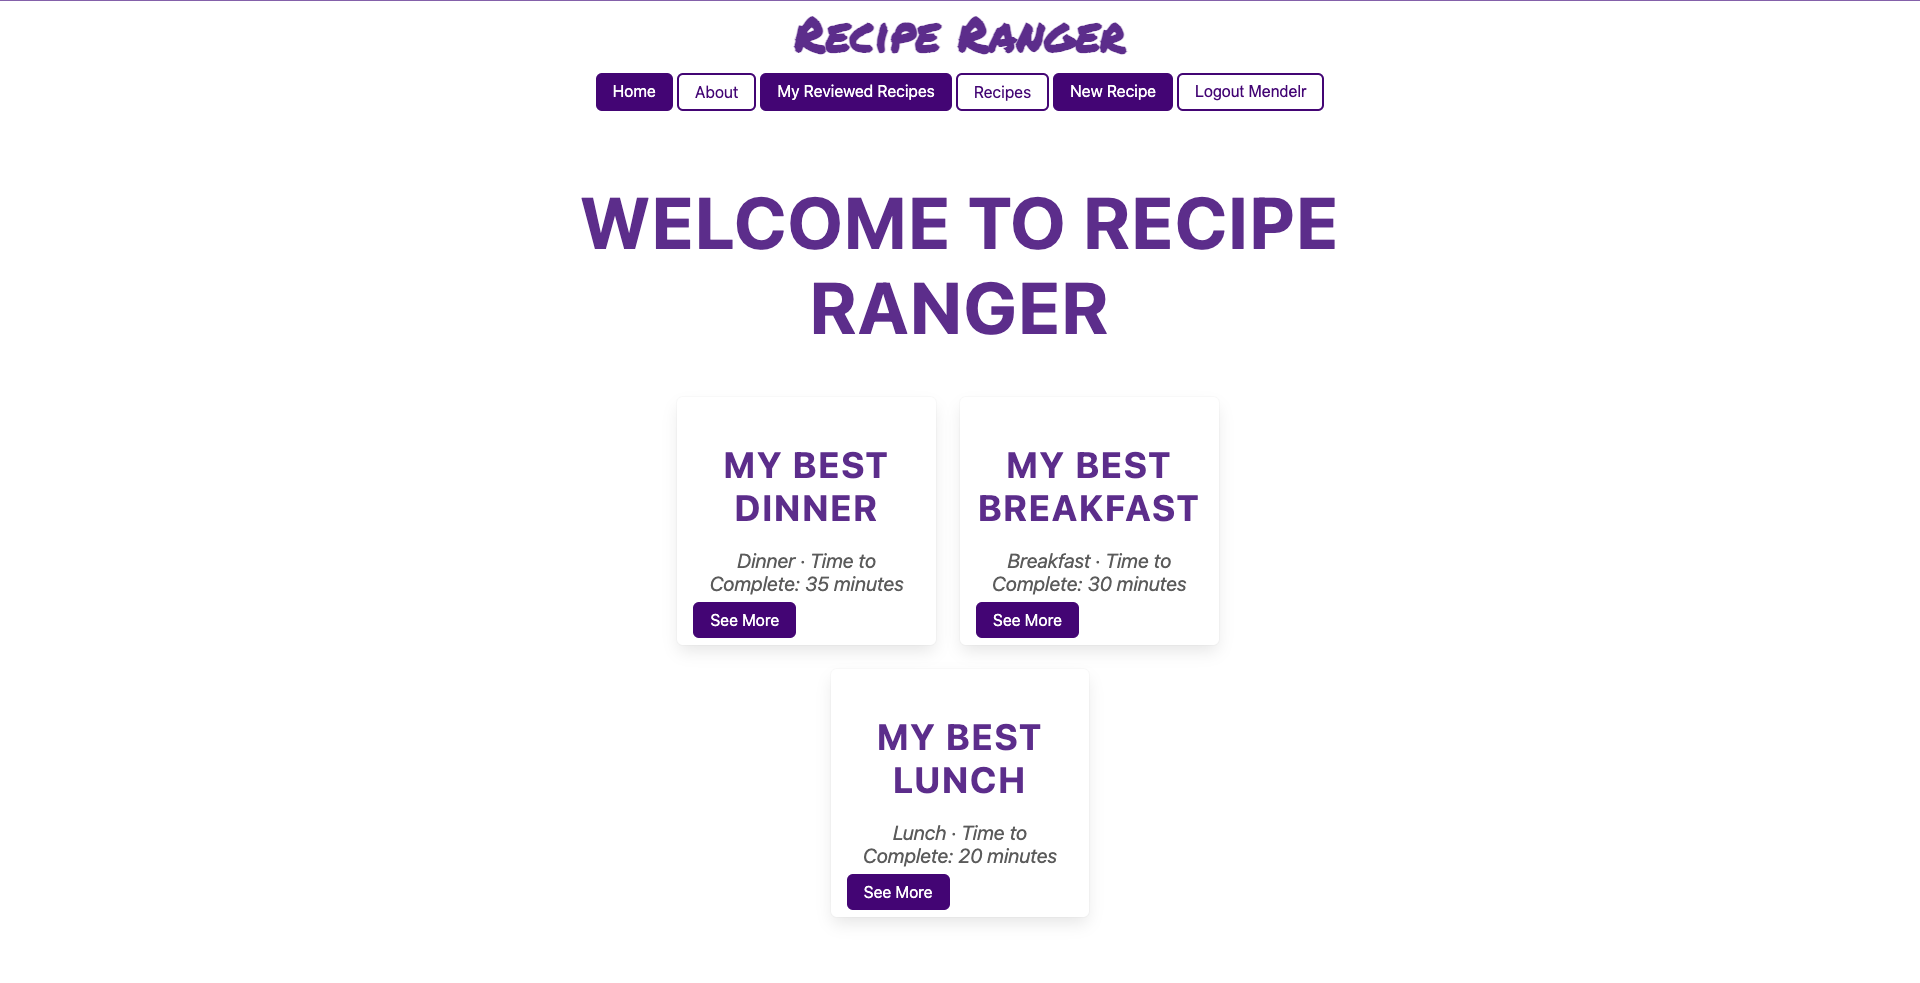 Recipe Ranger
Home About My Reviewed Recipes Recipes New Recipe Logout Mendelr
WELCOME TO RECIPE
RANGER
MY BEST
DINNER
Dinner · Time to
Complete: 35 minutes
See More
MY BEST
BREAKFAST
Breakfast · Time to
Complete: 30 minutes
See More
MY BEST
LUNCH
Lunch · Time to
Complete: 20 minutes
See More